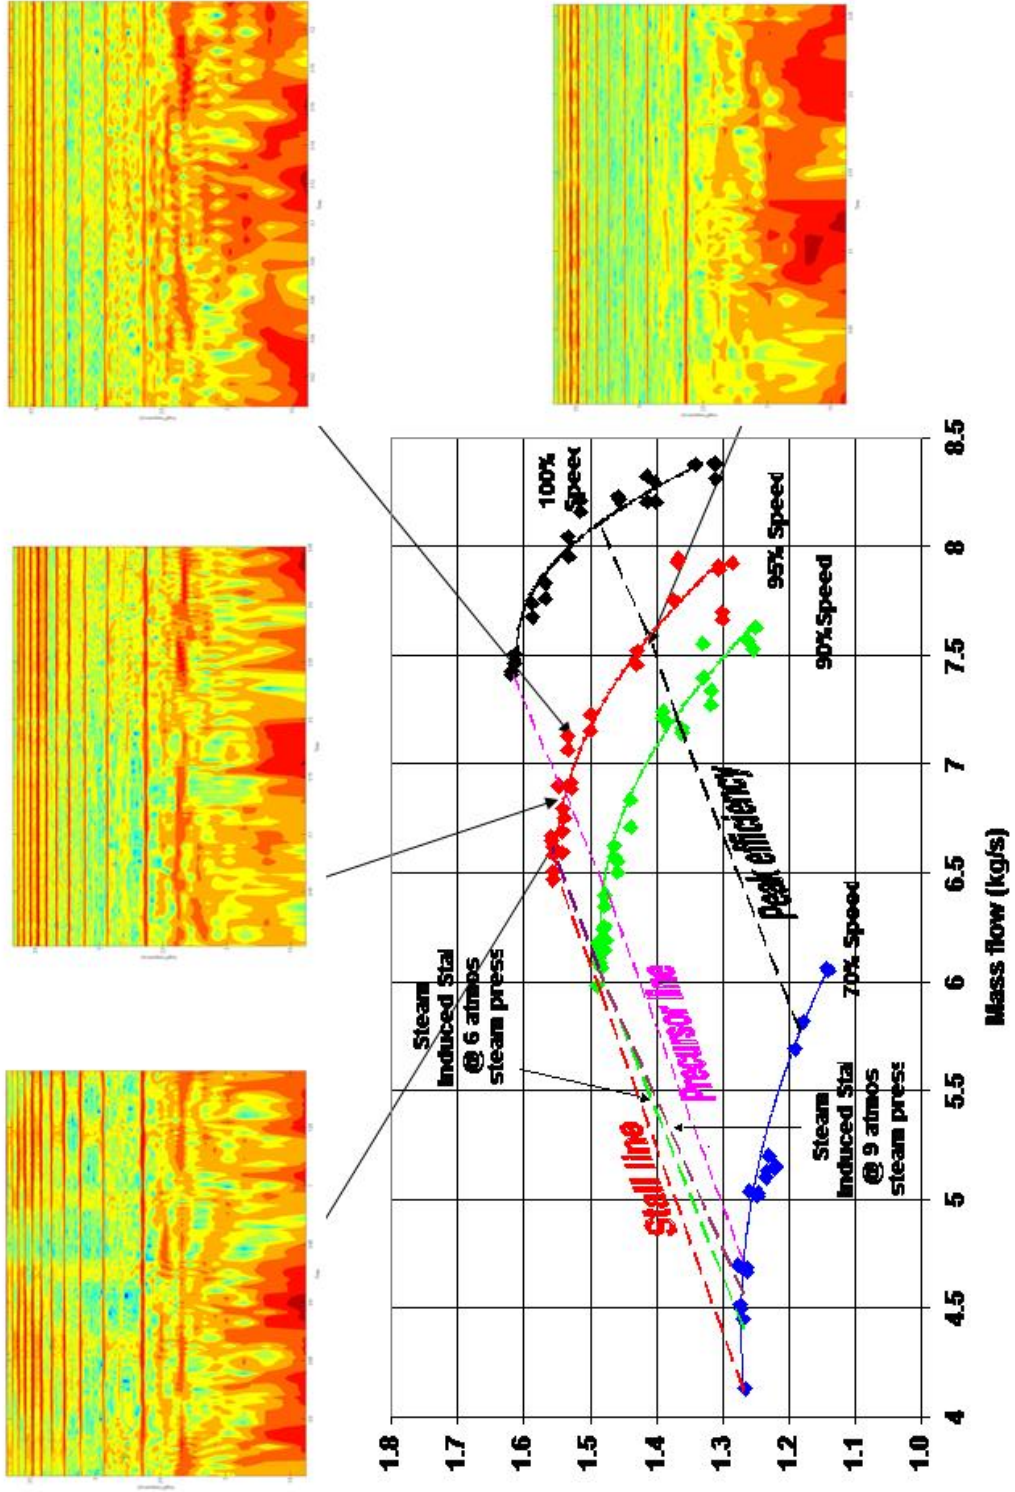 100%
Speed
95% Speed
90%Speed
70% Speed
Peak efficiency
Precursor line
Stall line
Steam
Induced Stal
@ 6 atmos
steam press
Steam
Induced Stal
@ 9 atmos
steam press
1.8
1.7
1.6
1.5
1.4
1.3
1.2
1.1
1.0
4
4.5
5
5.5
6
6.5
7
7.5
8
8.5
Mass flow (kg/s)